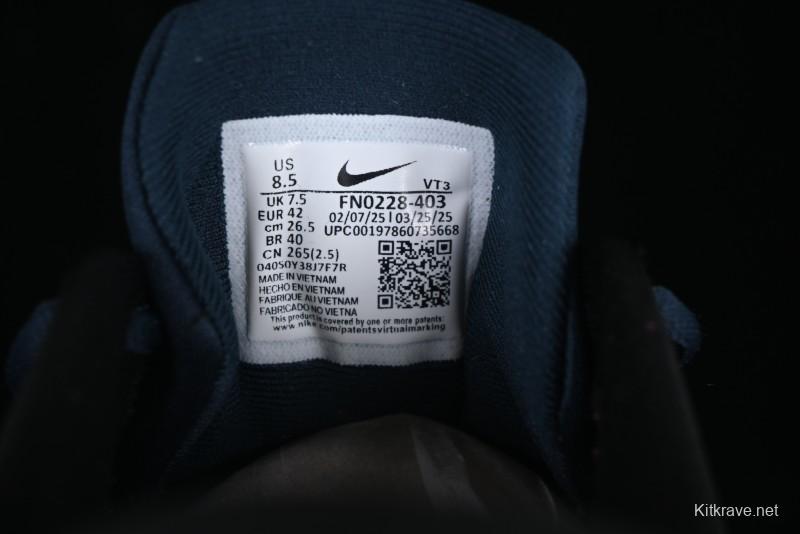 US
8.5
VT3
UK 7.5
FN0228-403
EUR 42
02/07/25 | 03/25/25
cm 26.5
UPC00197860735668
BR 40
CN 265(2.5)
040S0Y38J7F7R
MADE IN VIETNAM
HECHO EN VIETNAM
FABRIQUE AU VIETNAM
FABRICADO NO VIETNA
This product is covered by one or more patents:
www.nike.com/patentsvirtualmarking
Kitkrave.net